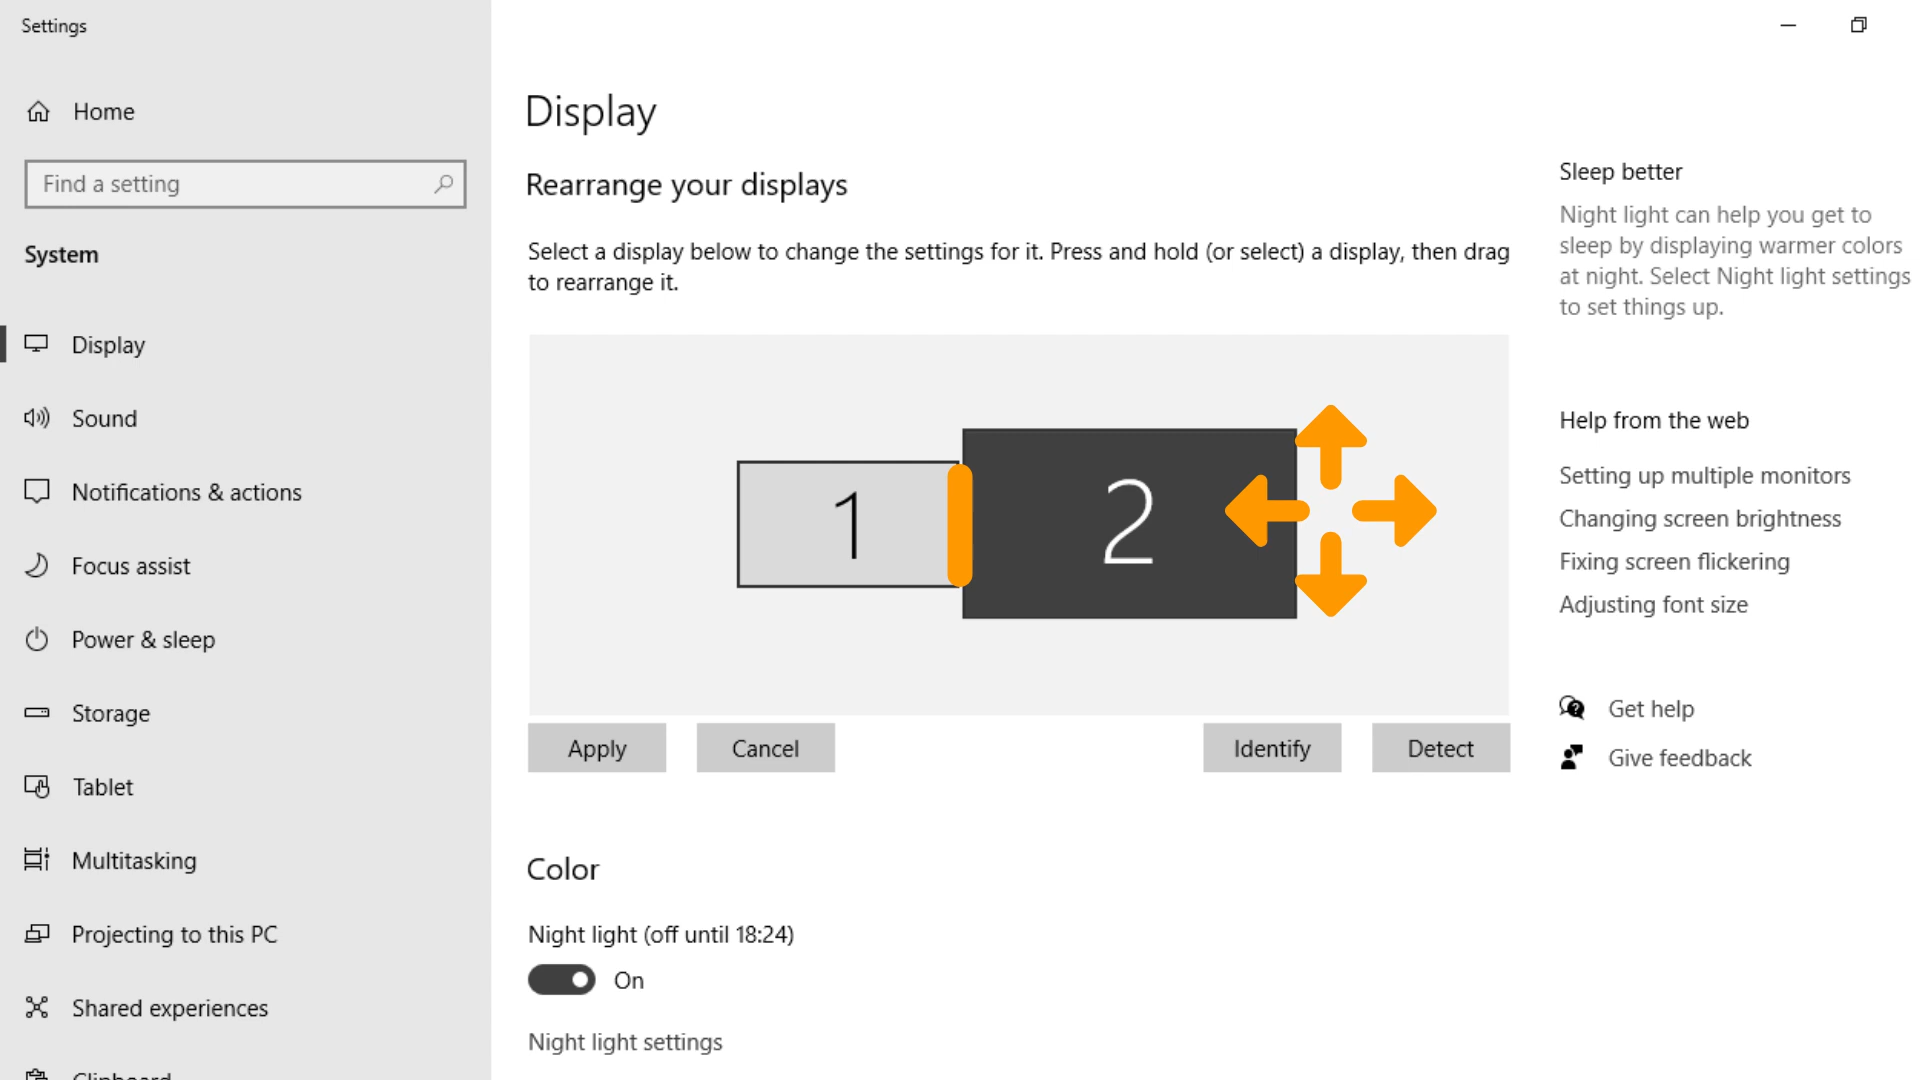 Settings
Home
Find a setting
System
Display
Sound
Notifications & actions
Focus assist
Power & sleep
Storage
Tablet
Multitasking
Projecting to this PC
Shared experiences
Clipboard
Display
Rearrange your displays
Select a display below to change the settings for it. Press and hold (or select) a display, then drag
to rearrange it.
1
2
Apply
Cancel
Identify
Detect
Color
Night light (off until 18:24)
On
Night light settings
Sleep better
Night light can help you get to
sleep by displaying warmer colors
at night. Select Night light settings
to set things up.
Help from the web
Setting up multiple monitors
Changing screen brightness
Fixing screen flickering
Adjusting font size
Get help
Give feedback